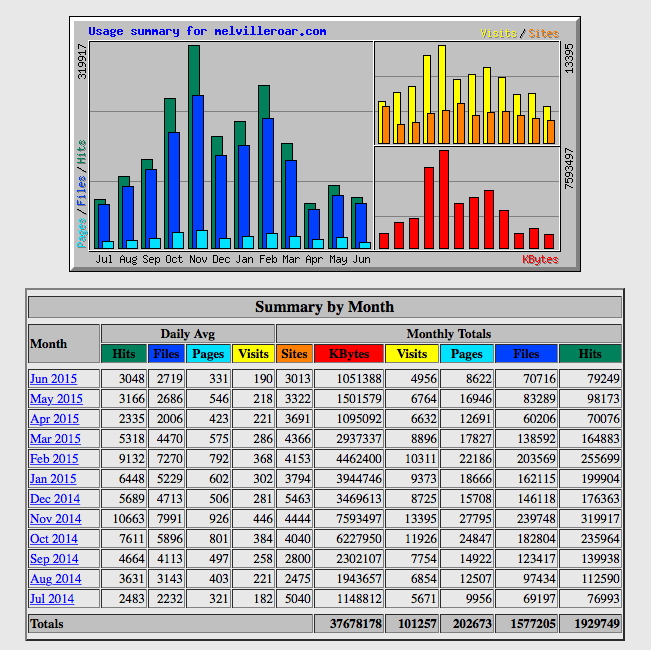 Usage summary for melvilleroar.com
Visits / Sites
319917
13395
Pages / Files / Hits
7593497
Jul Aug Sep Oct Nov Dec Jan Feb Mar Apr May Jun
KBytes
Summary by Month
Month Daily Avg Monthly Totals
Hits Files Pages Visits Sites KBytes Visits Pages Files Hits
Jun 2015 3048 2719 331 190 3013 1051388 4956 8622 70716 79249
May 2015 3166 2686 546 218 3322 1501579 6764 16946 83289 98173
Apr 2015 2335 2006 423 221 3691 1095092 6632 12691 60206 70076
Mar 2015 5318 4470 575 286 4366 2937337 8896 17827 138592 164883
Feb 2015 9132 7270 792 368 4153 4462400 10311 22186 203569 255699
Jan 2015 6448 5229 602 302 3794 3944746 9373 18666 162115 199904
Dec 2014 5689 4713 506 281 5463 3469613 8725 15708 146118 176363
Nov 2014 10663 7991 926 446 4444 7593497 13395 27795 239748 319917
Oct 2014 7611 5896 801 384 4040 6227950 11926 24847 182804 235964
Sep 2014 4664 4113 497 258 2800 2302107 7754 14922 123417 139938
Aug 2014 3631 3143 403 221 2475 1943657 6854 12507 97434 112590
Jul 2014 2483 2232 321 182 5040 1148812 5671 9956 69197 76993
Totals 37678178 101257 202673 1577205 1929749